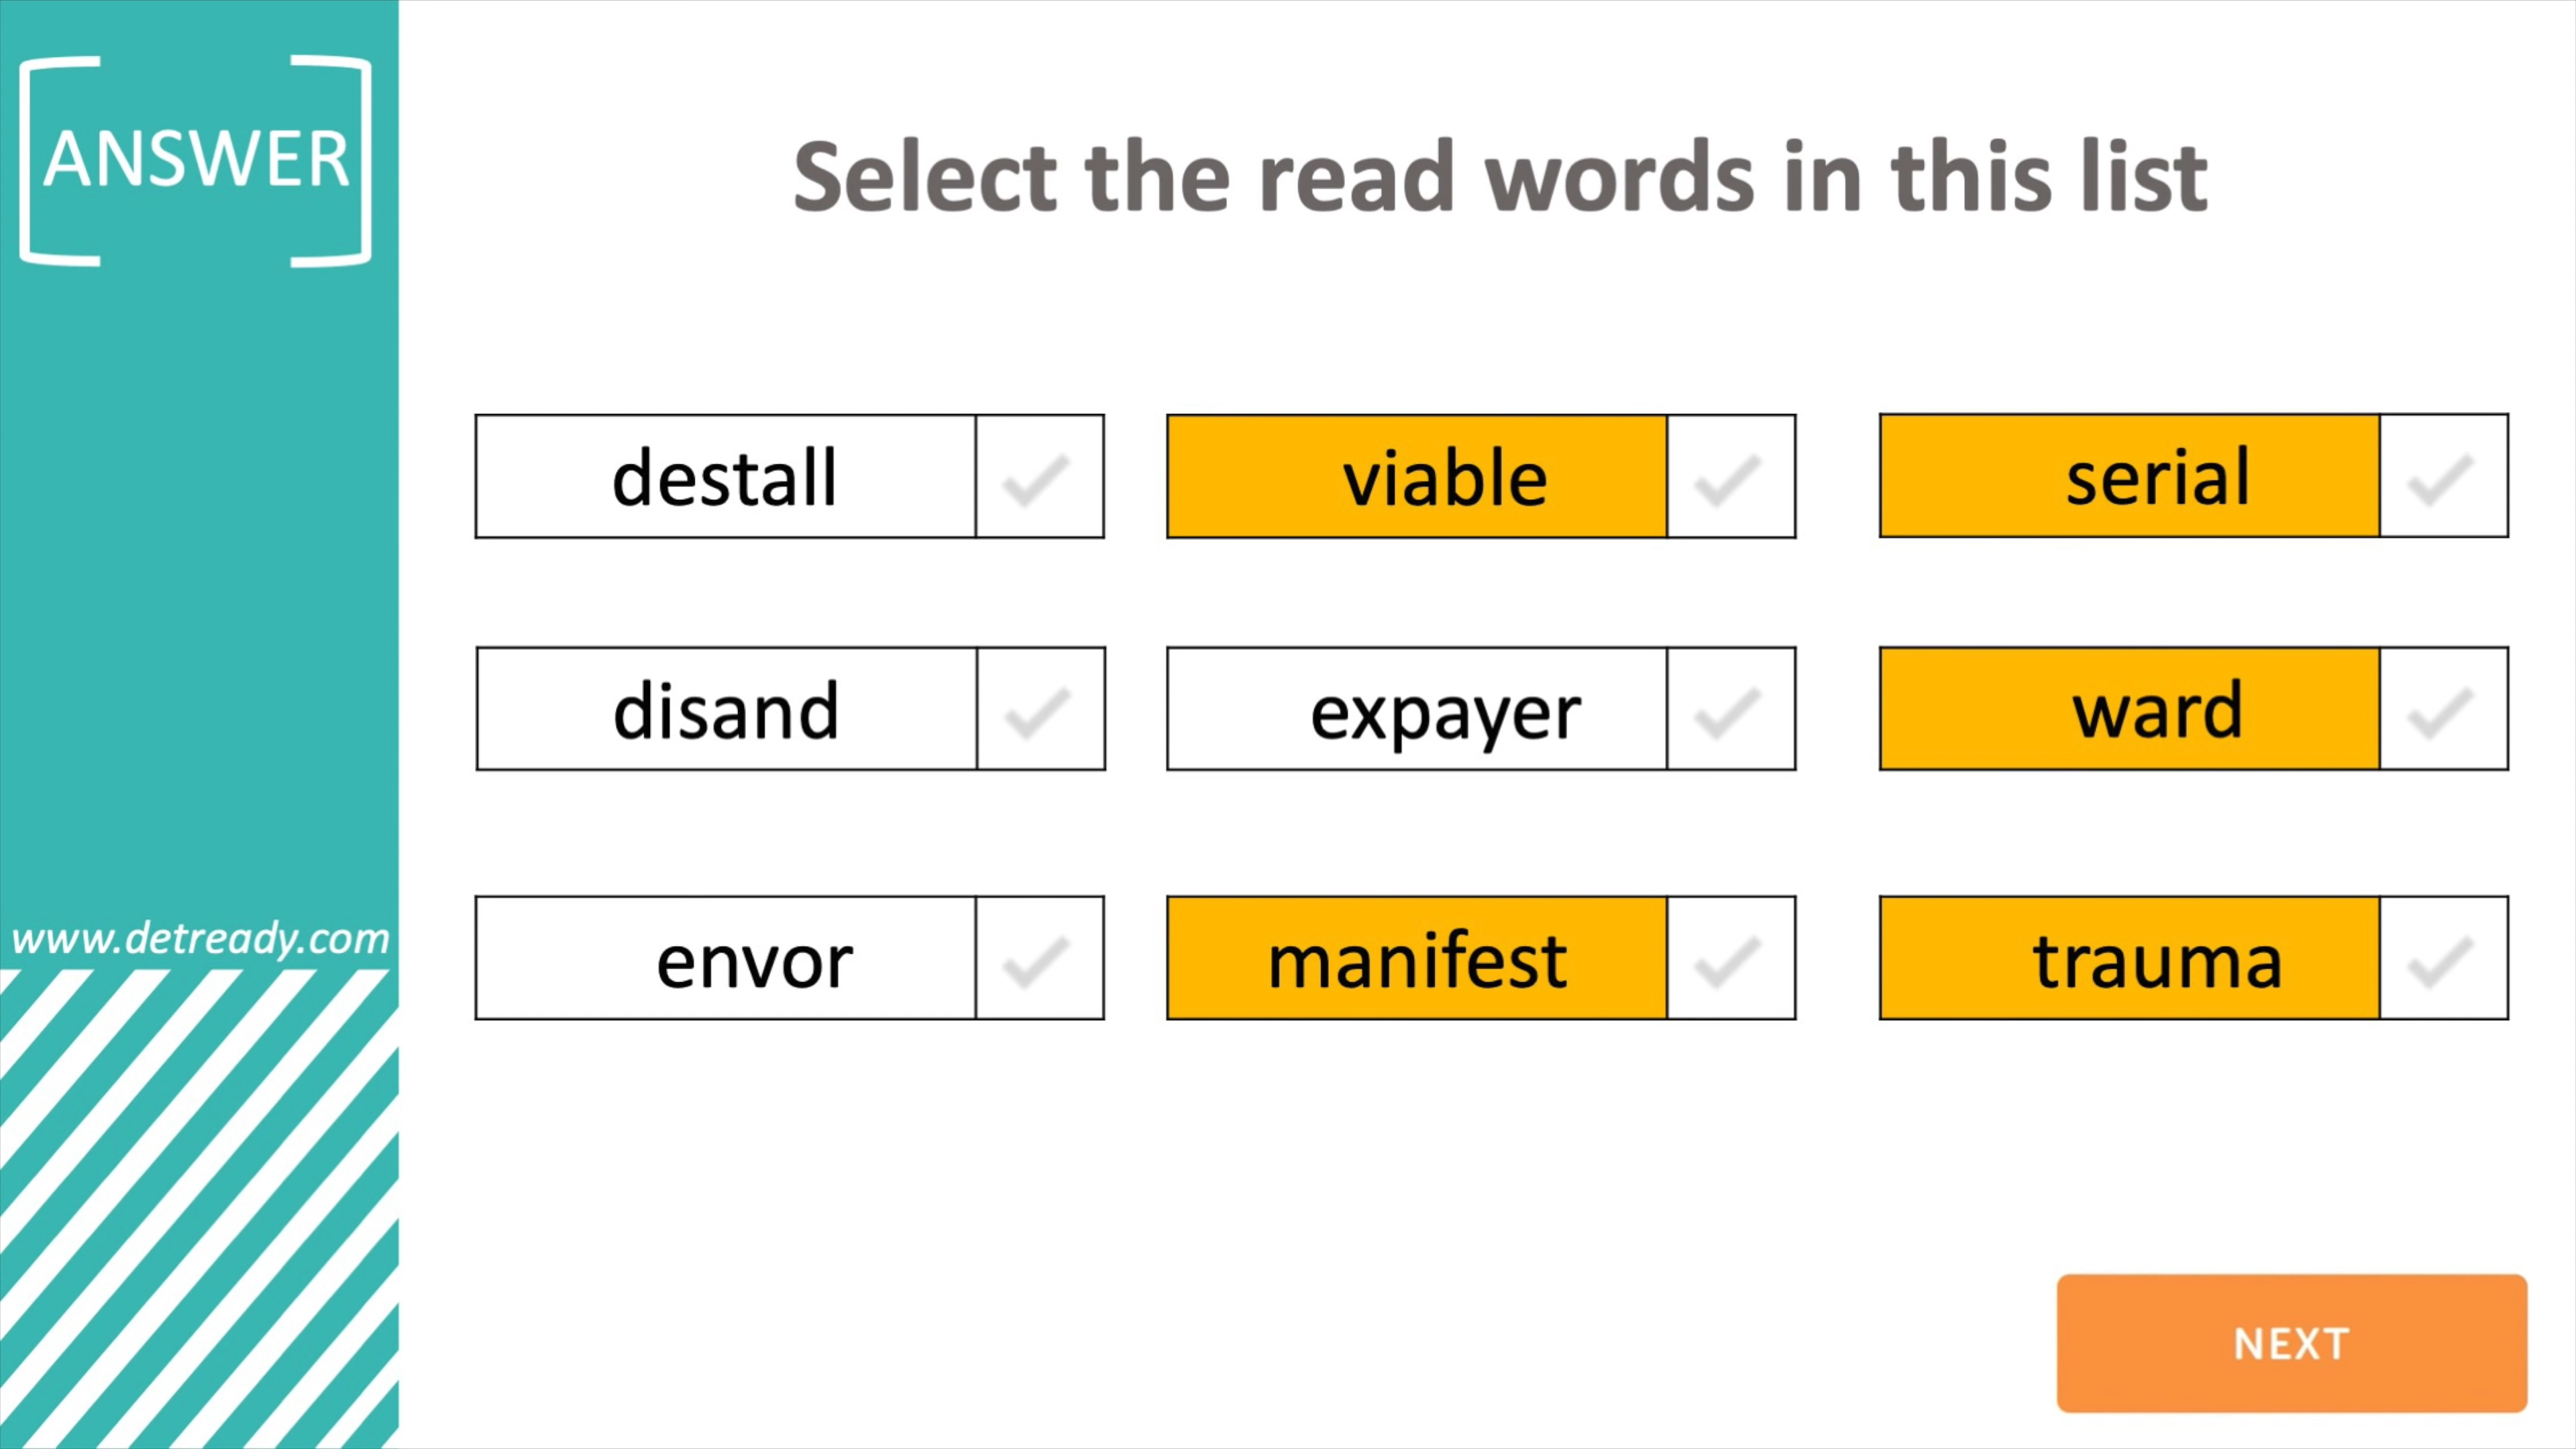 ANSWER
Select the read words in this list
destall
viable
serial
disand
expayer
ward
envor
manifest
trauma
www.detready.com
NEXT